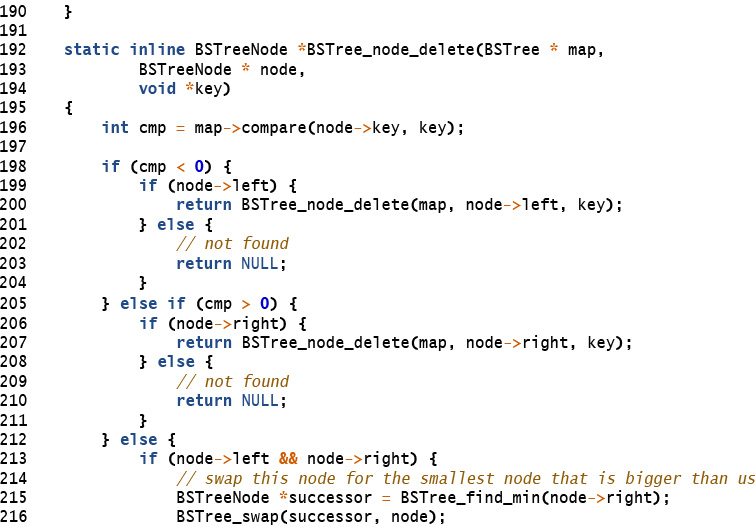 190    }
191
192    static inline BSTreeNode *BSTree_node_delete(BSTree * map,
193            BSTreeNode * node,
194            void *key)
195    {
196        int cmp = map->compare(node->key, key);
197
198        if (cmp < 0) {
199            if (node->left) {
200                return BSTree_node_delete(map, node->left, key);
201            } else {
202                // not found
203                return NULL;
204            }
205        } else if (cmp > 0) {
206            if (node->right) {
207                return BSTree_node_delete(map, node->right, key);
208            } else {
209                // not found
210                return NULL;
211            }
212        } else {
213            if (node->left && node->right) {
214                // swap this node for the smallest node that is bigger than us
215                BSTreeNode *successor = BSTree_find_min(node->right);
216                BSTree_swap(successor, node);